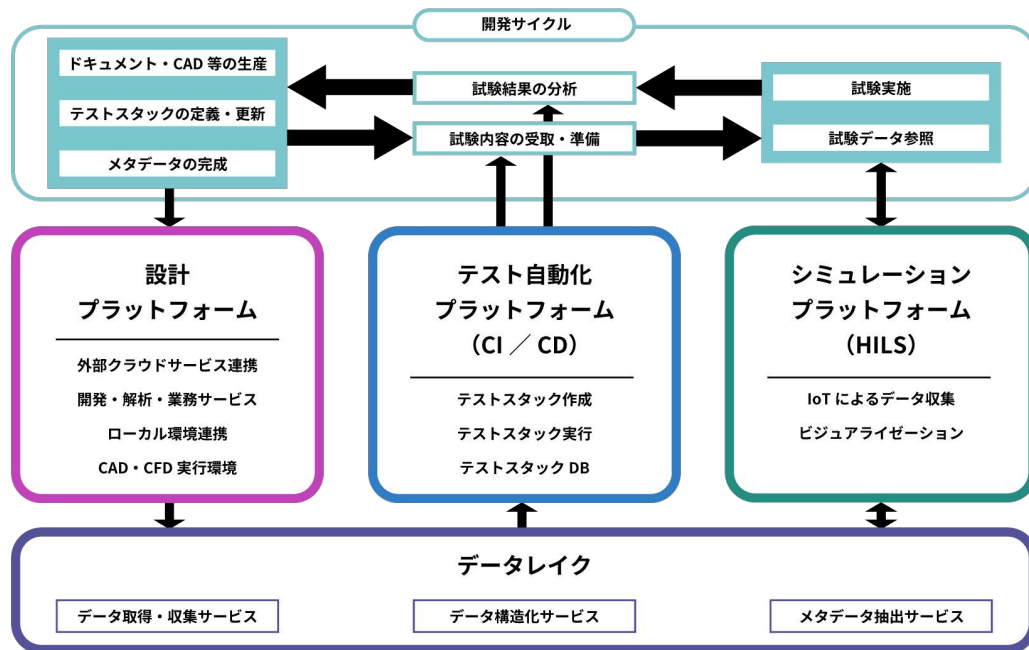 開発サイクル
ドキュメント・CAD 等の生産
テストスタックの定義・更新
メタデータの完成
試験結果の分析
試験内容の受取・準備
試験実施
試験データ参照
設計
プラットフォーム
外部クラウドサービス連携
開発・解析・業務サービス
ローカル環境連携
CAD・CFD 実行環境
テスト自動化
プラットフォーム
（CI ／ CD）
テストスタック作成
テストスタック実行
テストスタック DB
シミュレーション
プラットフォーム
（HILS）
IoT によるデータ収集
ビジュアライゼーション
データレイク
データ取得・収集サービス
データ構造化サービス
メタデータ抽出サービス